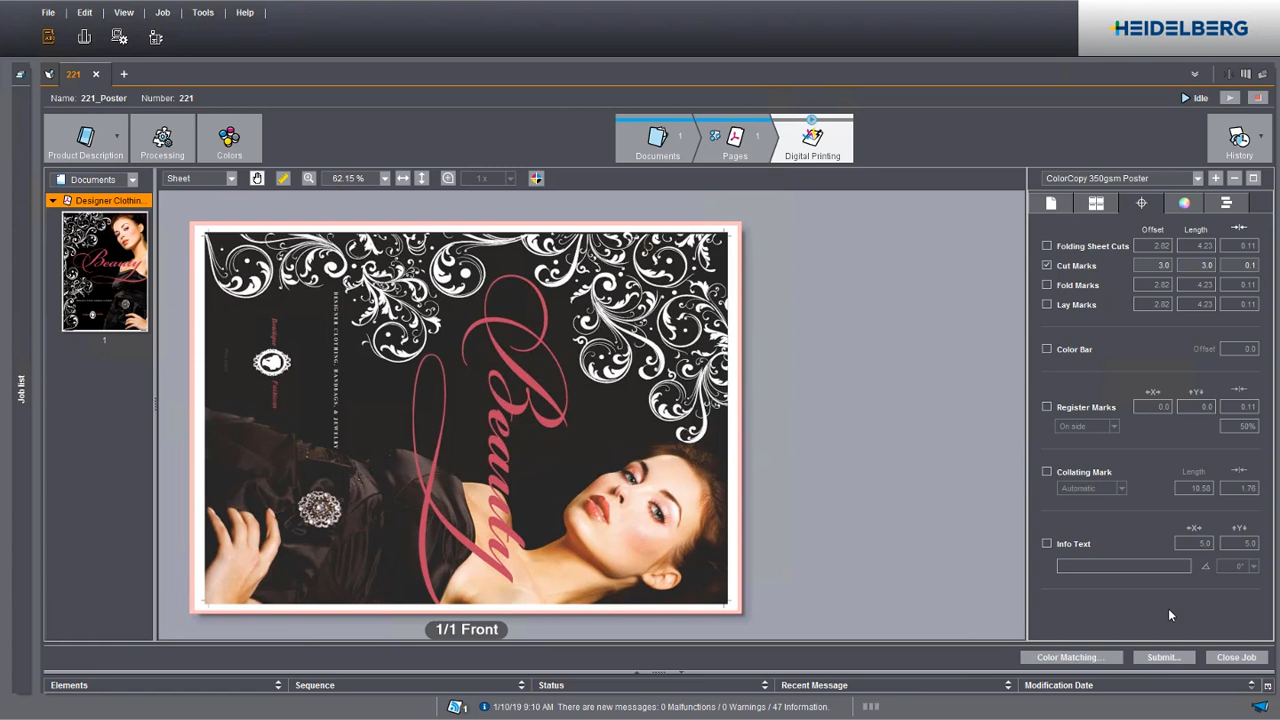 File Edit View Job Tools Help
HEIDELBERG
221
Name: 221_Poster Number: 221
Idle
Product Description Processing Colors
Documents 1 Pages 1 Digital Printing
History
Documents
Sheet 62.15 % 1 x
ColorCopy 350gsm Poster
Designer Clothin...
Beauty
1
Beauty
DESIGNER CLOTHING, HANDBAGS, & JEWELRY
1/1 Front
Offset Length
Folding Sheet Cuts 2.82 4.23 0.11
Cut Marks 3.0 3.0 0.1
Fold Marks 2.82 4.23 0.11
Lay Marks 2.82 4.23 0.11
Color Bar Offset 0.0
X Y
Register Marks 0.0 0.0 0.11
On side 50%
Collating Mark Length
Automatic 10.58 1.76
X Y
Info Text 5.0 5.0
0°
Job list
Color Matching... Submit... Close Job
Elements Sequence Status Recent Message Modification Date
1 1/10/19 9:10 AM There are new messages: 0 Malfunctions / 0 Warnings / 47 Information.